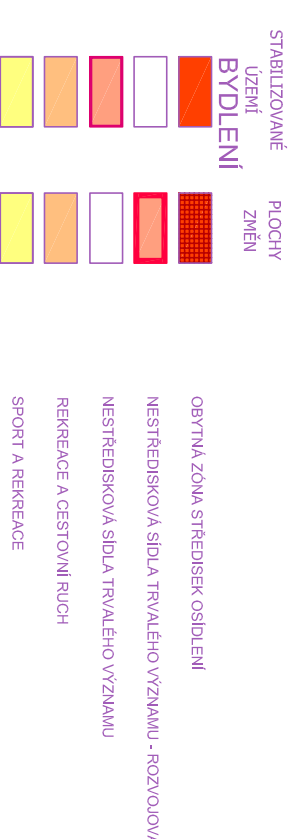 STABILIZOVANÉ
ÚZEMÍ
PLOCHY
ZMĚN
BYDLENÍ
OBYTNÁ ZÓNA STŘEDISEK OSÍDLENÍ
NESTŘEDISKOVÁ SÍDLA TRVALÉHO VÝZNAMU - ROZVOJOVÁ
NESTŘEDISKOVÁ SÍDLA TRVALÉHO VÝZNAMU
REKREACE A CESTOVNÍ RUCH
SPORT A REKREACE